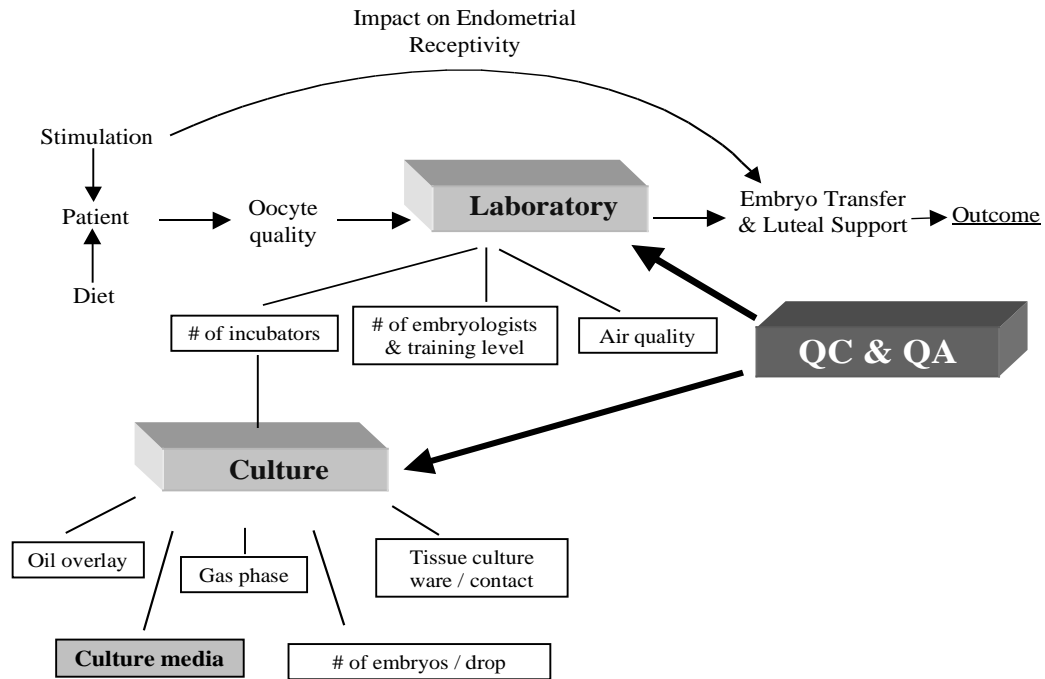 Impact on Endometrial
Receptivity
Stimulation
Patient
Diet
Oocyte
quality
Laboratory
Embryo Transfer
& Luteal Support
Outcome
# of incubators
# of embryologists
& training level
Air quality
QC & QA
Culture
Oil overlay
Gas phase
Tissue culture
ware / contact
Culture media
# of embryos / drop